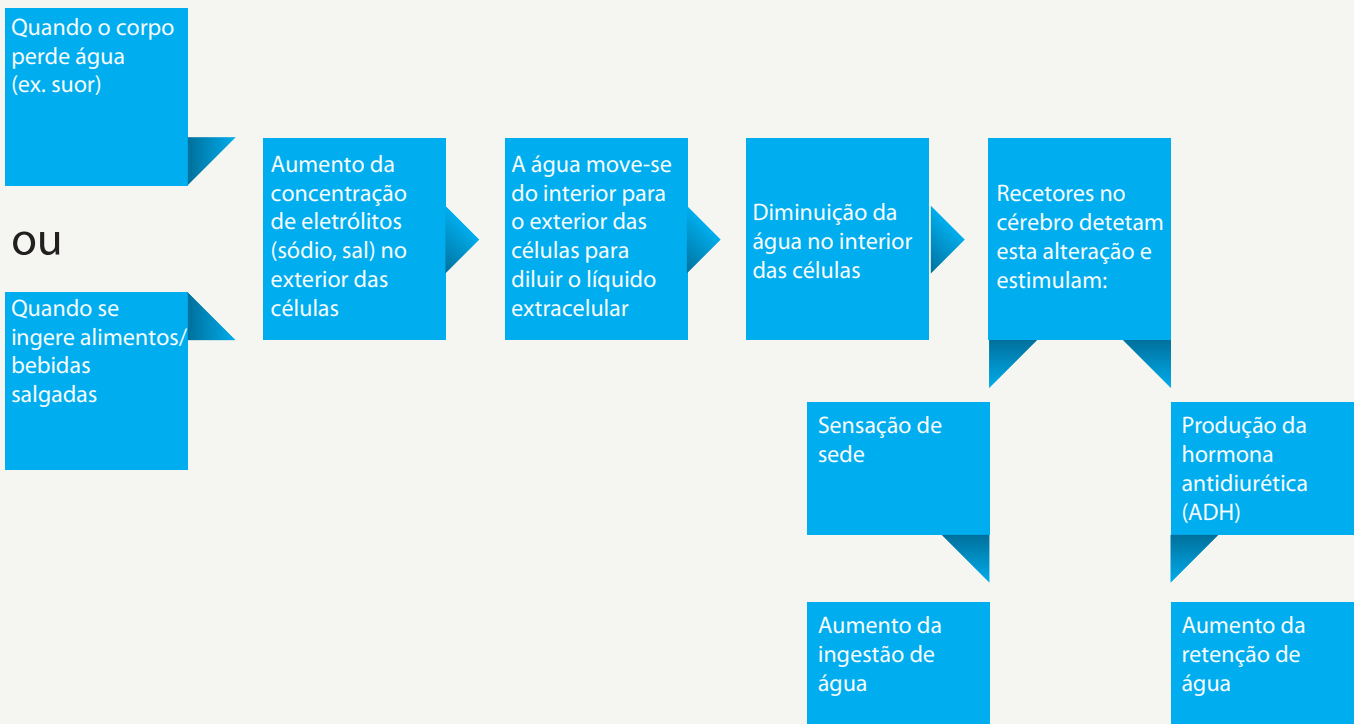 Quando o corpo
perde água
(ex. suor)
ou
Quando se
ingere alimentos/
bebidas
salgadas
Aumento da
concentração
de eletrólitos
(sódio, sal) no
exterior das
células
A água move-se
do interior para
o exterior das
células para
diluir o líquido
extracelular
Diminuição da
água no interior
das células
Recetores no
cérebro detetam
esta alteração e
estimulam:
Sensação de
sede
Aumento da
ingestão de
água
Produção da
hormona
antidiurética
(ADH)
Aumento da
retenção de
água